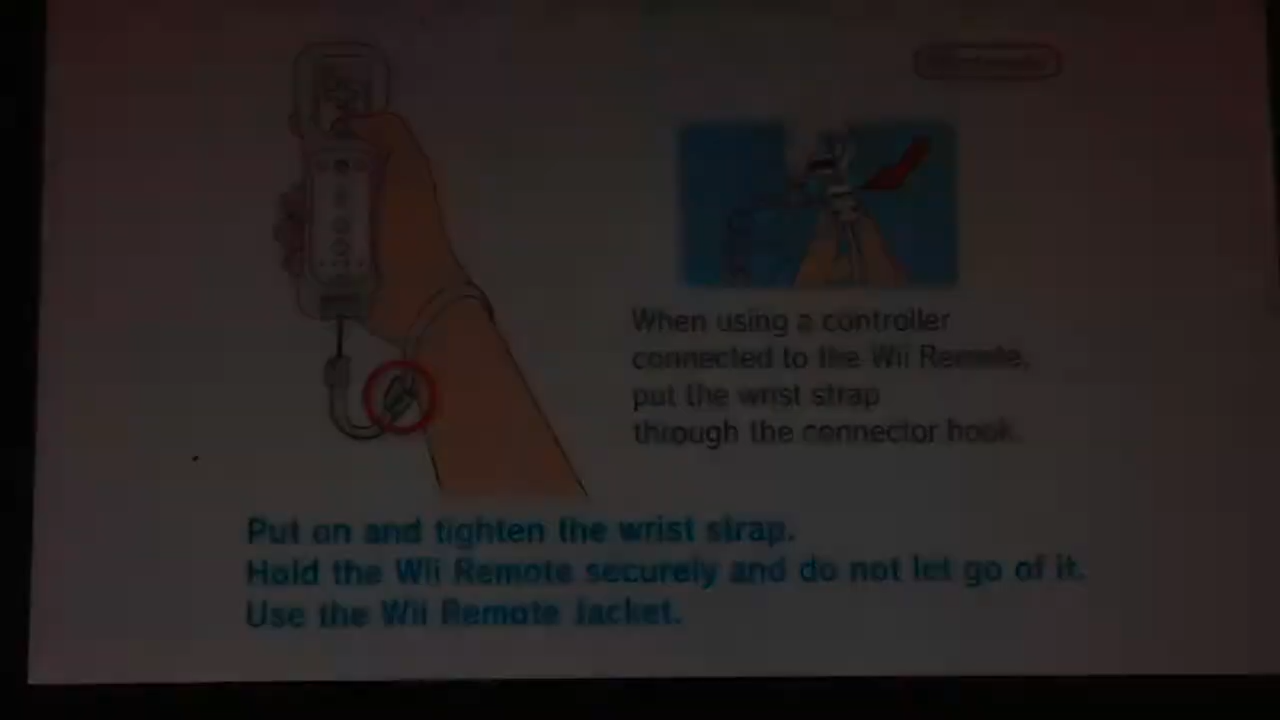 When using a controller
connected to the Wii Remote,
put the wrist strap
through the connector hook.
Put on and tighten the wrist strap.
Hold the Wii Remote securely and do not let go of it.
Use the Wii Remote Jacket.